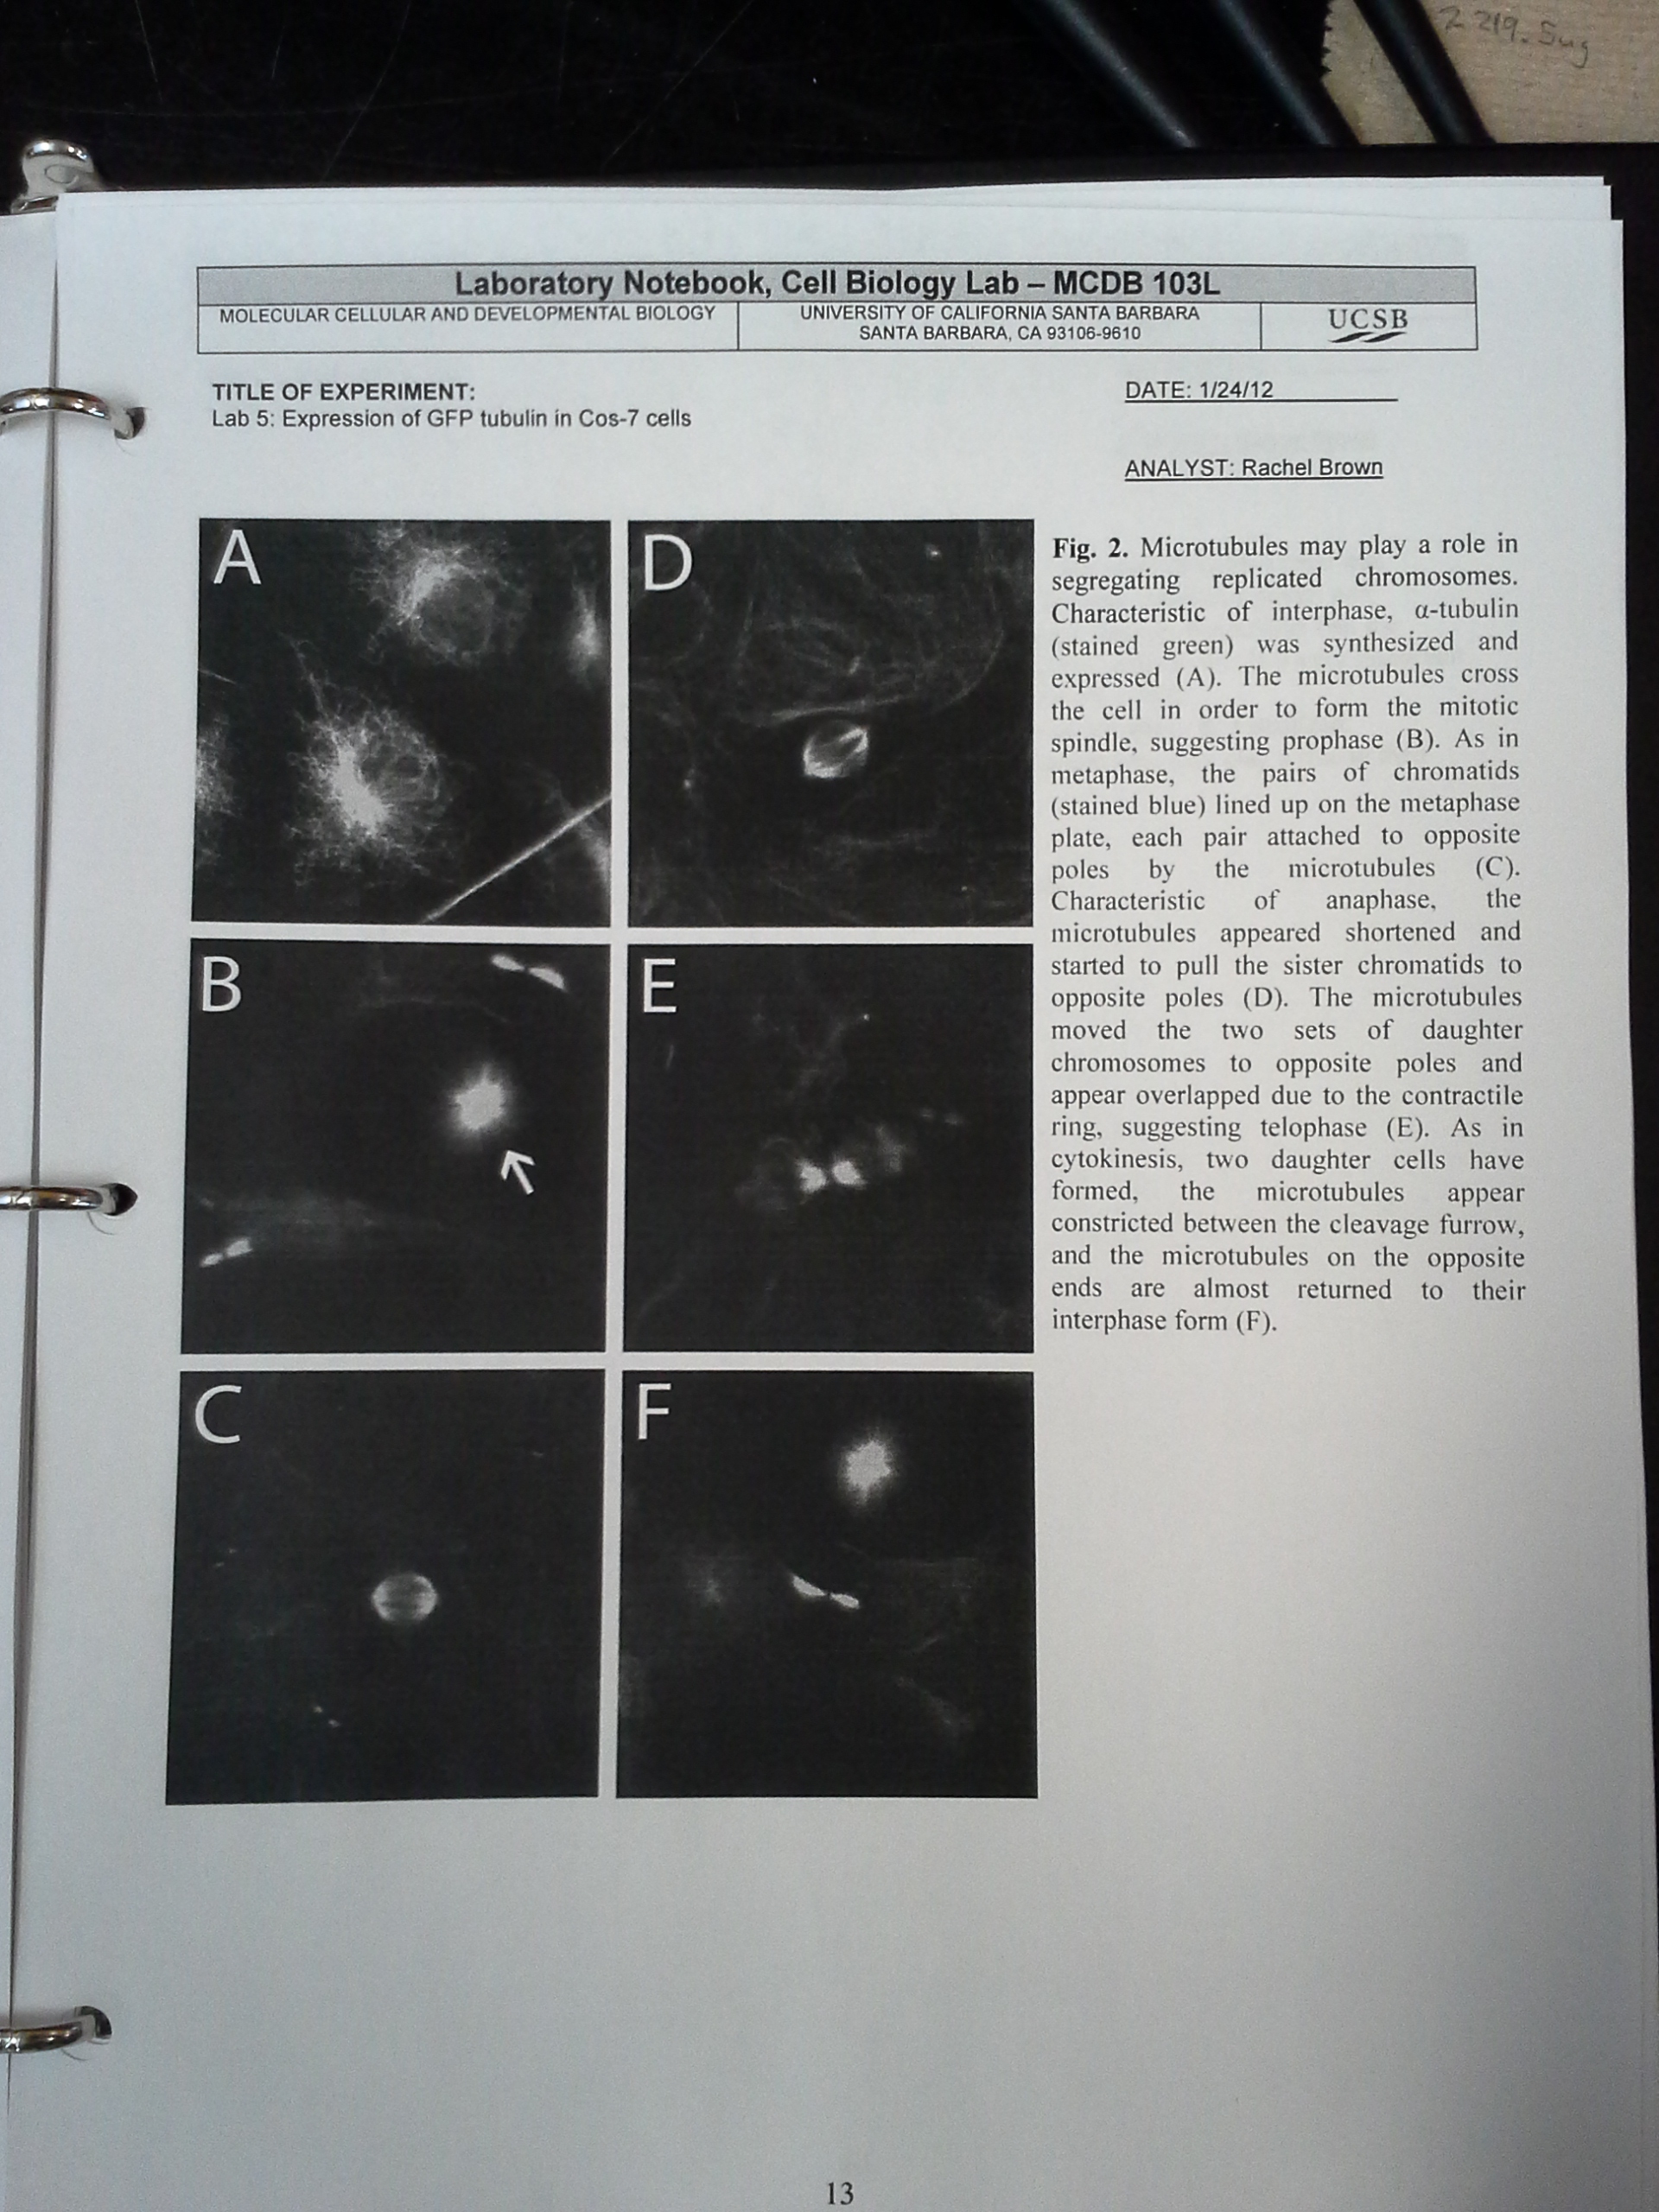 2 219.5ug
Laboratory Notebook, Cell Biology Lab – MCDB 103L
MOLECULAR CELLULAR AND DEVELOPMENTAL BIOLOGY
UNIVERSITY OF CALIFORNIA SANTA BARBARA
SANTA BARBARA, CA 93106-9610
UCSB
TITLE OF EXPERIMENT:
Lab 5: Expression of GFP tubulin in Cos-7 cells
DATE: 1/24/12
ANALYST: Rachel Brown
A
D
B
E
C
F
Fig. 2. Microtubules may play a role in
segregating replicated chromosomes.
Characteristic of interphase, α-tubulin
(stained green) was synthesized and
expressed (A). The microtubules cross
the cell in order to form the mitotic
spindle, suggesting prophase (B). As in
metaphase, the pairs of chromatids
(stained blue) lined up on the metaphase
plate, each pair attached to opposite
poles by the microtubules (C).
Characteristic of anaphase, the
microtubules appeared shortened and
started to pull the sister chromatids to
opposite poles (D). The microtubules
moved the two sets of daughter
chromosomes to opposite poles and
appear overlapped due to the contractile
ring, suggesting telophase (E). As in
cytokinesis, two daughter cells have
formed, the microtubules appear
constricted between the cleavage furrow,
and the microtubules on the opposite
ends are almost returned to their
interphase form (F).
13